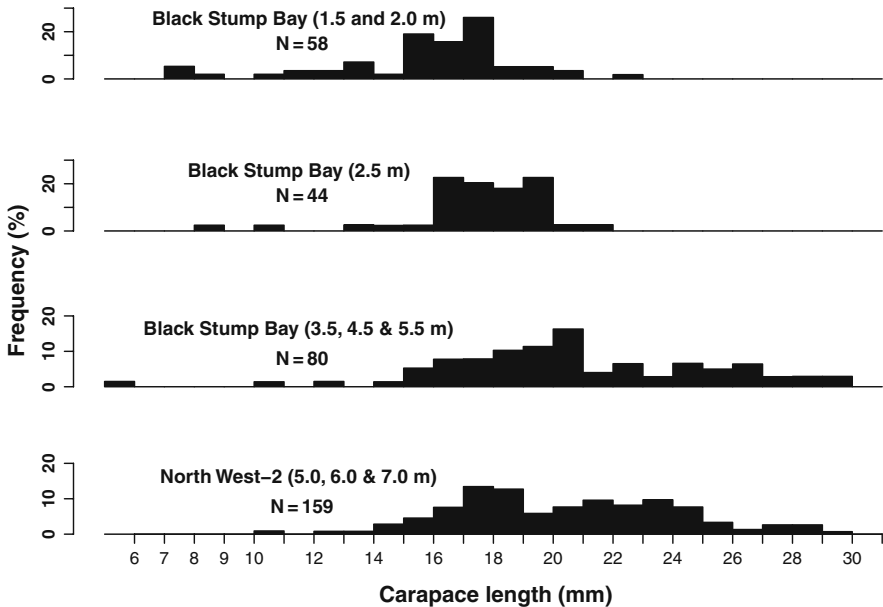 Black Stump Bay (1.5 and 2.0 m)
N = 58
0 20
Black Stump Bay (2.5 m)
N = 44
0 20
Frequency (%)
Black Stump Bay (3.5, 4.5 & 5.5 m)
N = 80
0 10 20
North West−2 (5.0, 6.0 & 7.0 m)
N = 159
0 10 20
6 7 8 9 10 12 14 16 18 20 22 24 26 28 30
Carapace length (mm)